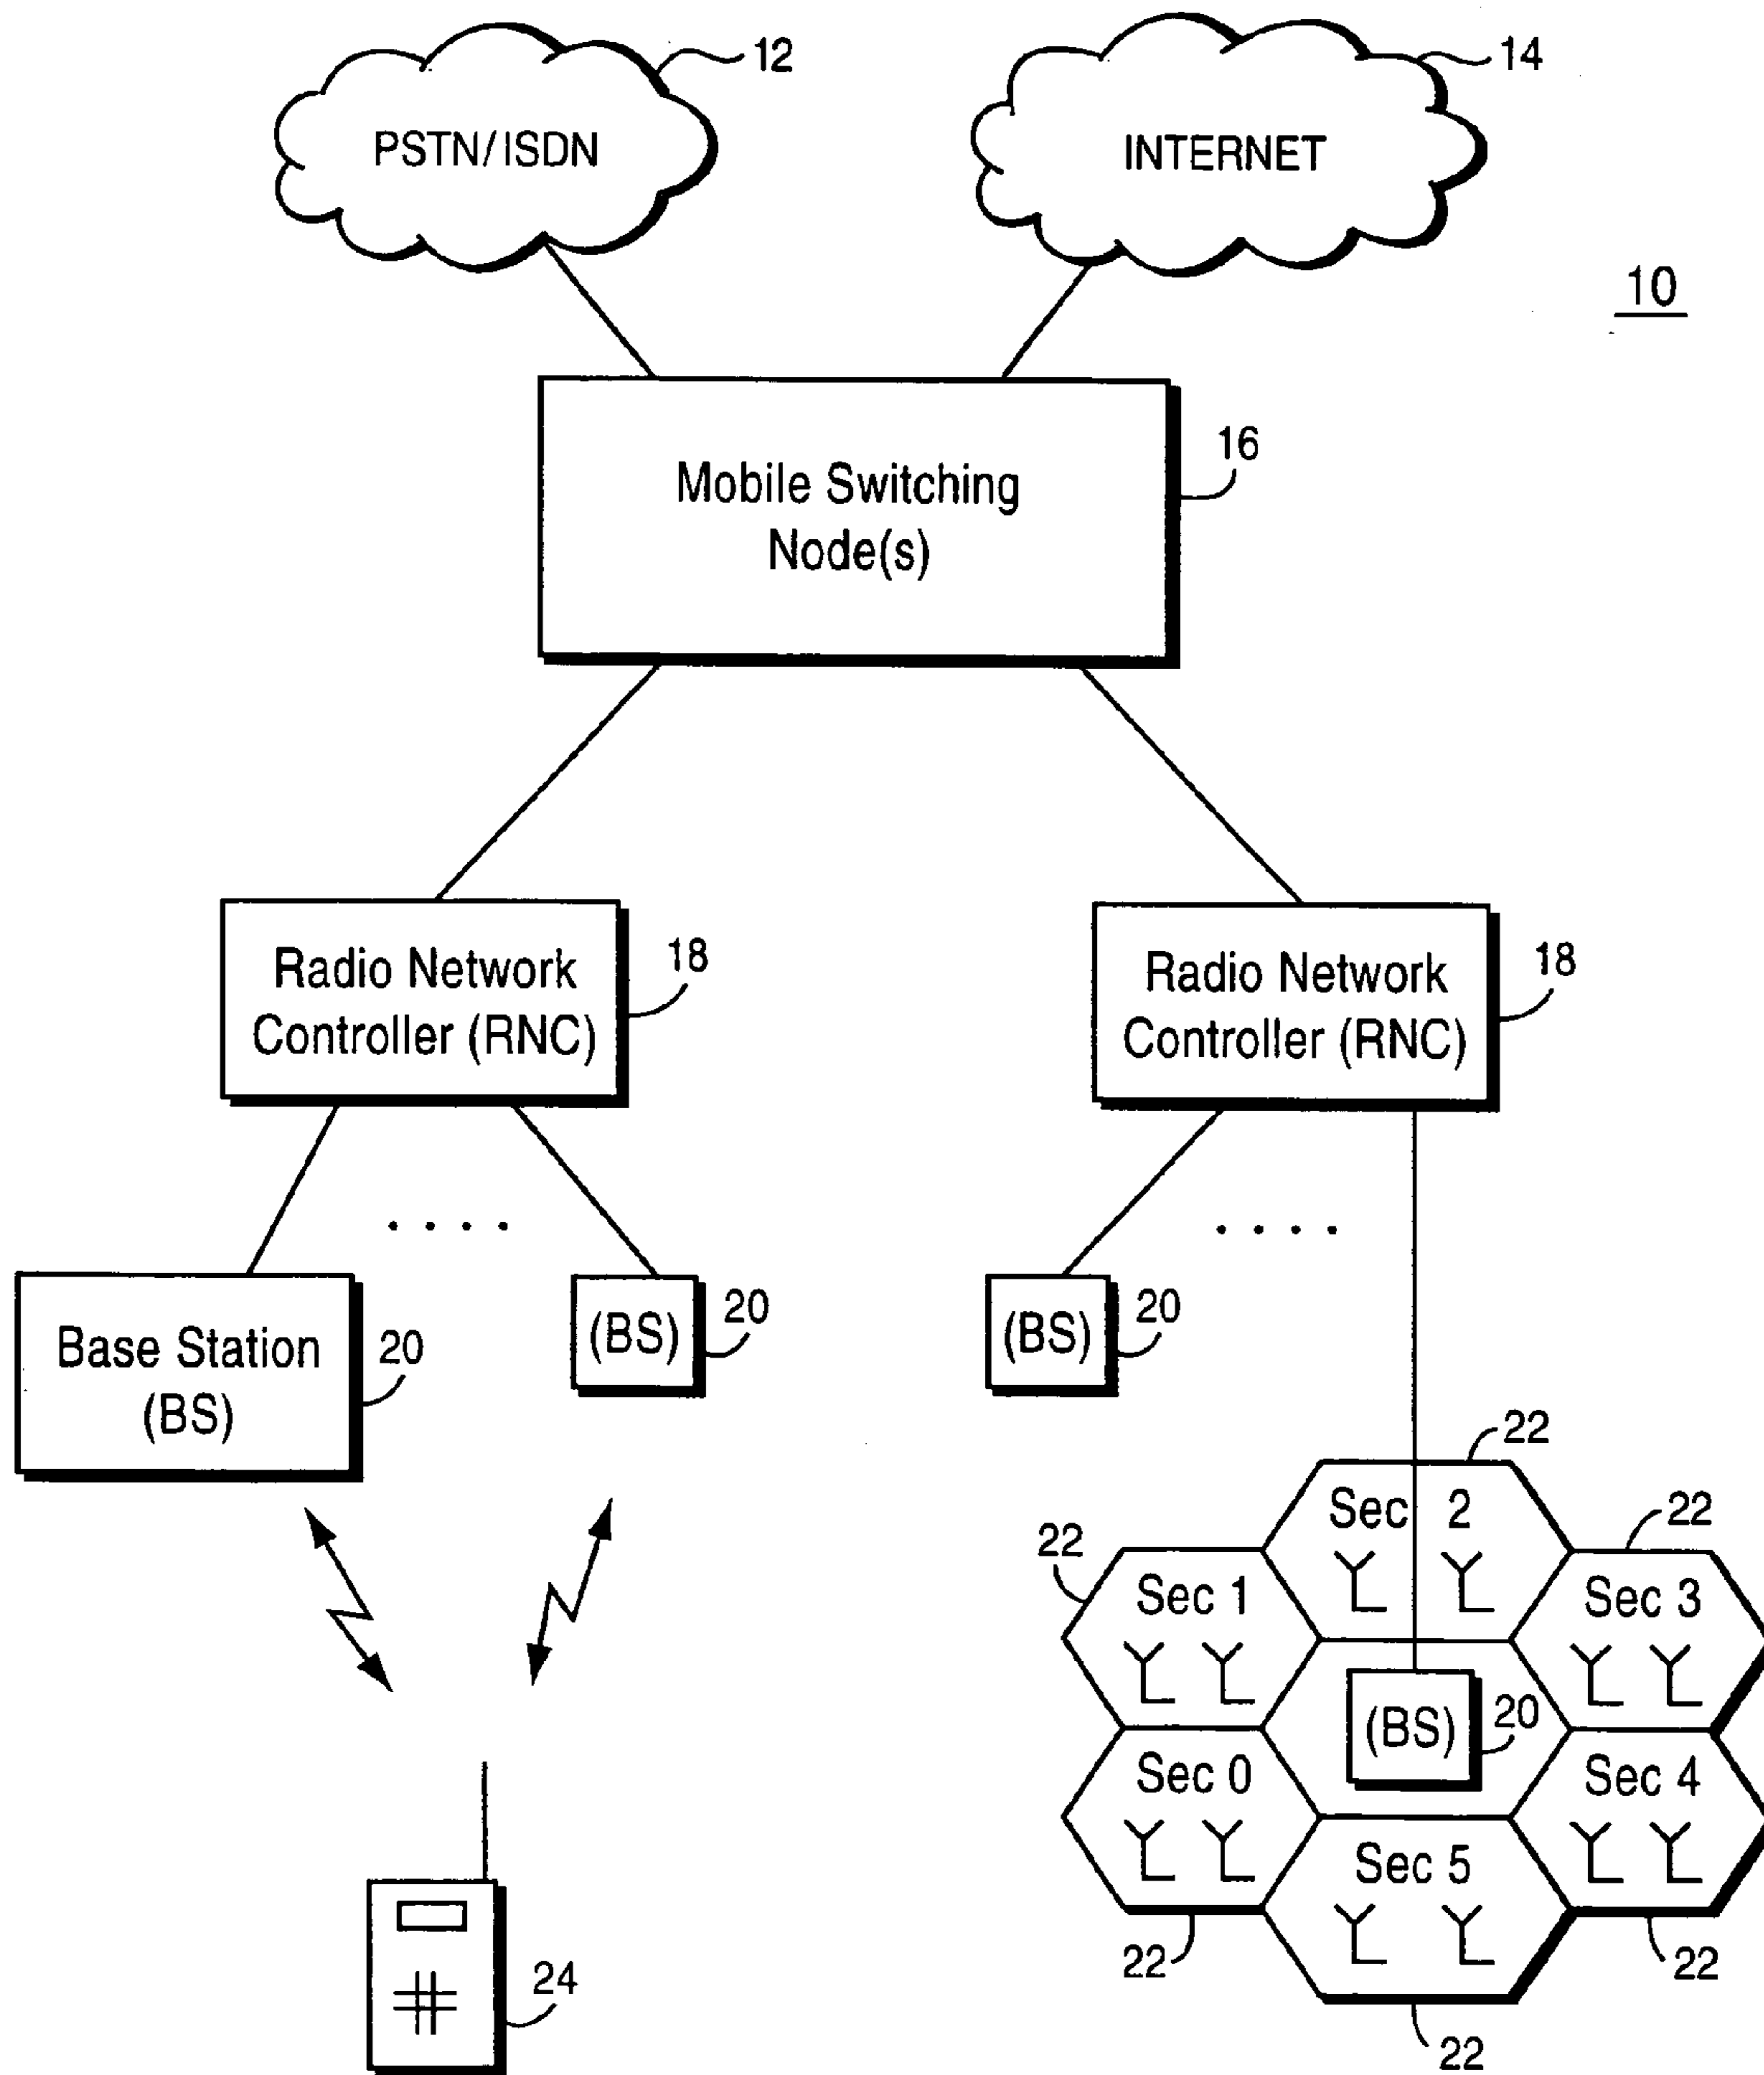 12
14
PSTN/ISDN
INTERNET
10
16
Mobile Switching
Node(s)
18
Radio Network
Controller (RNC)
18
Radio Network
Controller (RNC)
Base Station
(BS)
20
(BS)
20
(BS)
20
22
Sec 2
22
22
Sec 1
Sec 3
(BS)
20
Sec 0
Sec 4
Sec 5
22
22
22
24